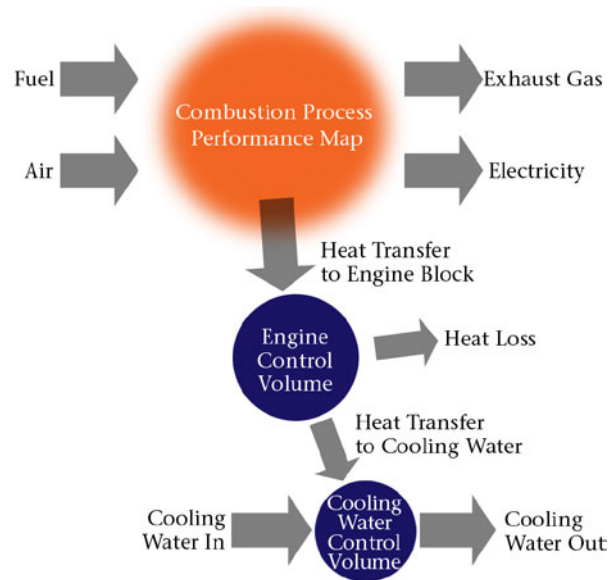 Fuel
Air
Combustion Process
Performance Map
Exhaust Gas
Electricity
Heat Transfer
to Engine Block
Engine
Control
Volume
Heat Loss
Heat Transfer
to Cooling Water
Cooling
Water In
Cooling
Water
Control
Volume
Cooling
Water Out